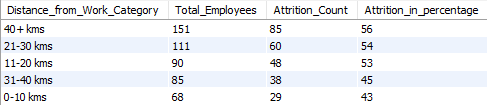 Distance_from_Work_Category Total_Employees Attrition_Count Attrition_in_percentage
40+ kms 151 85 56
21-30 kms 111 60 54
11-20 kms 90 48 53
31-40 kms 85 38 45
0-10 kms 68 29 43